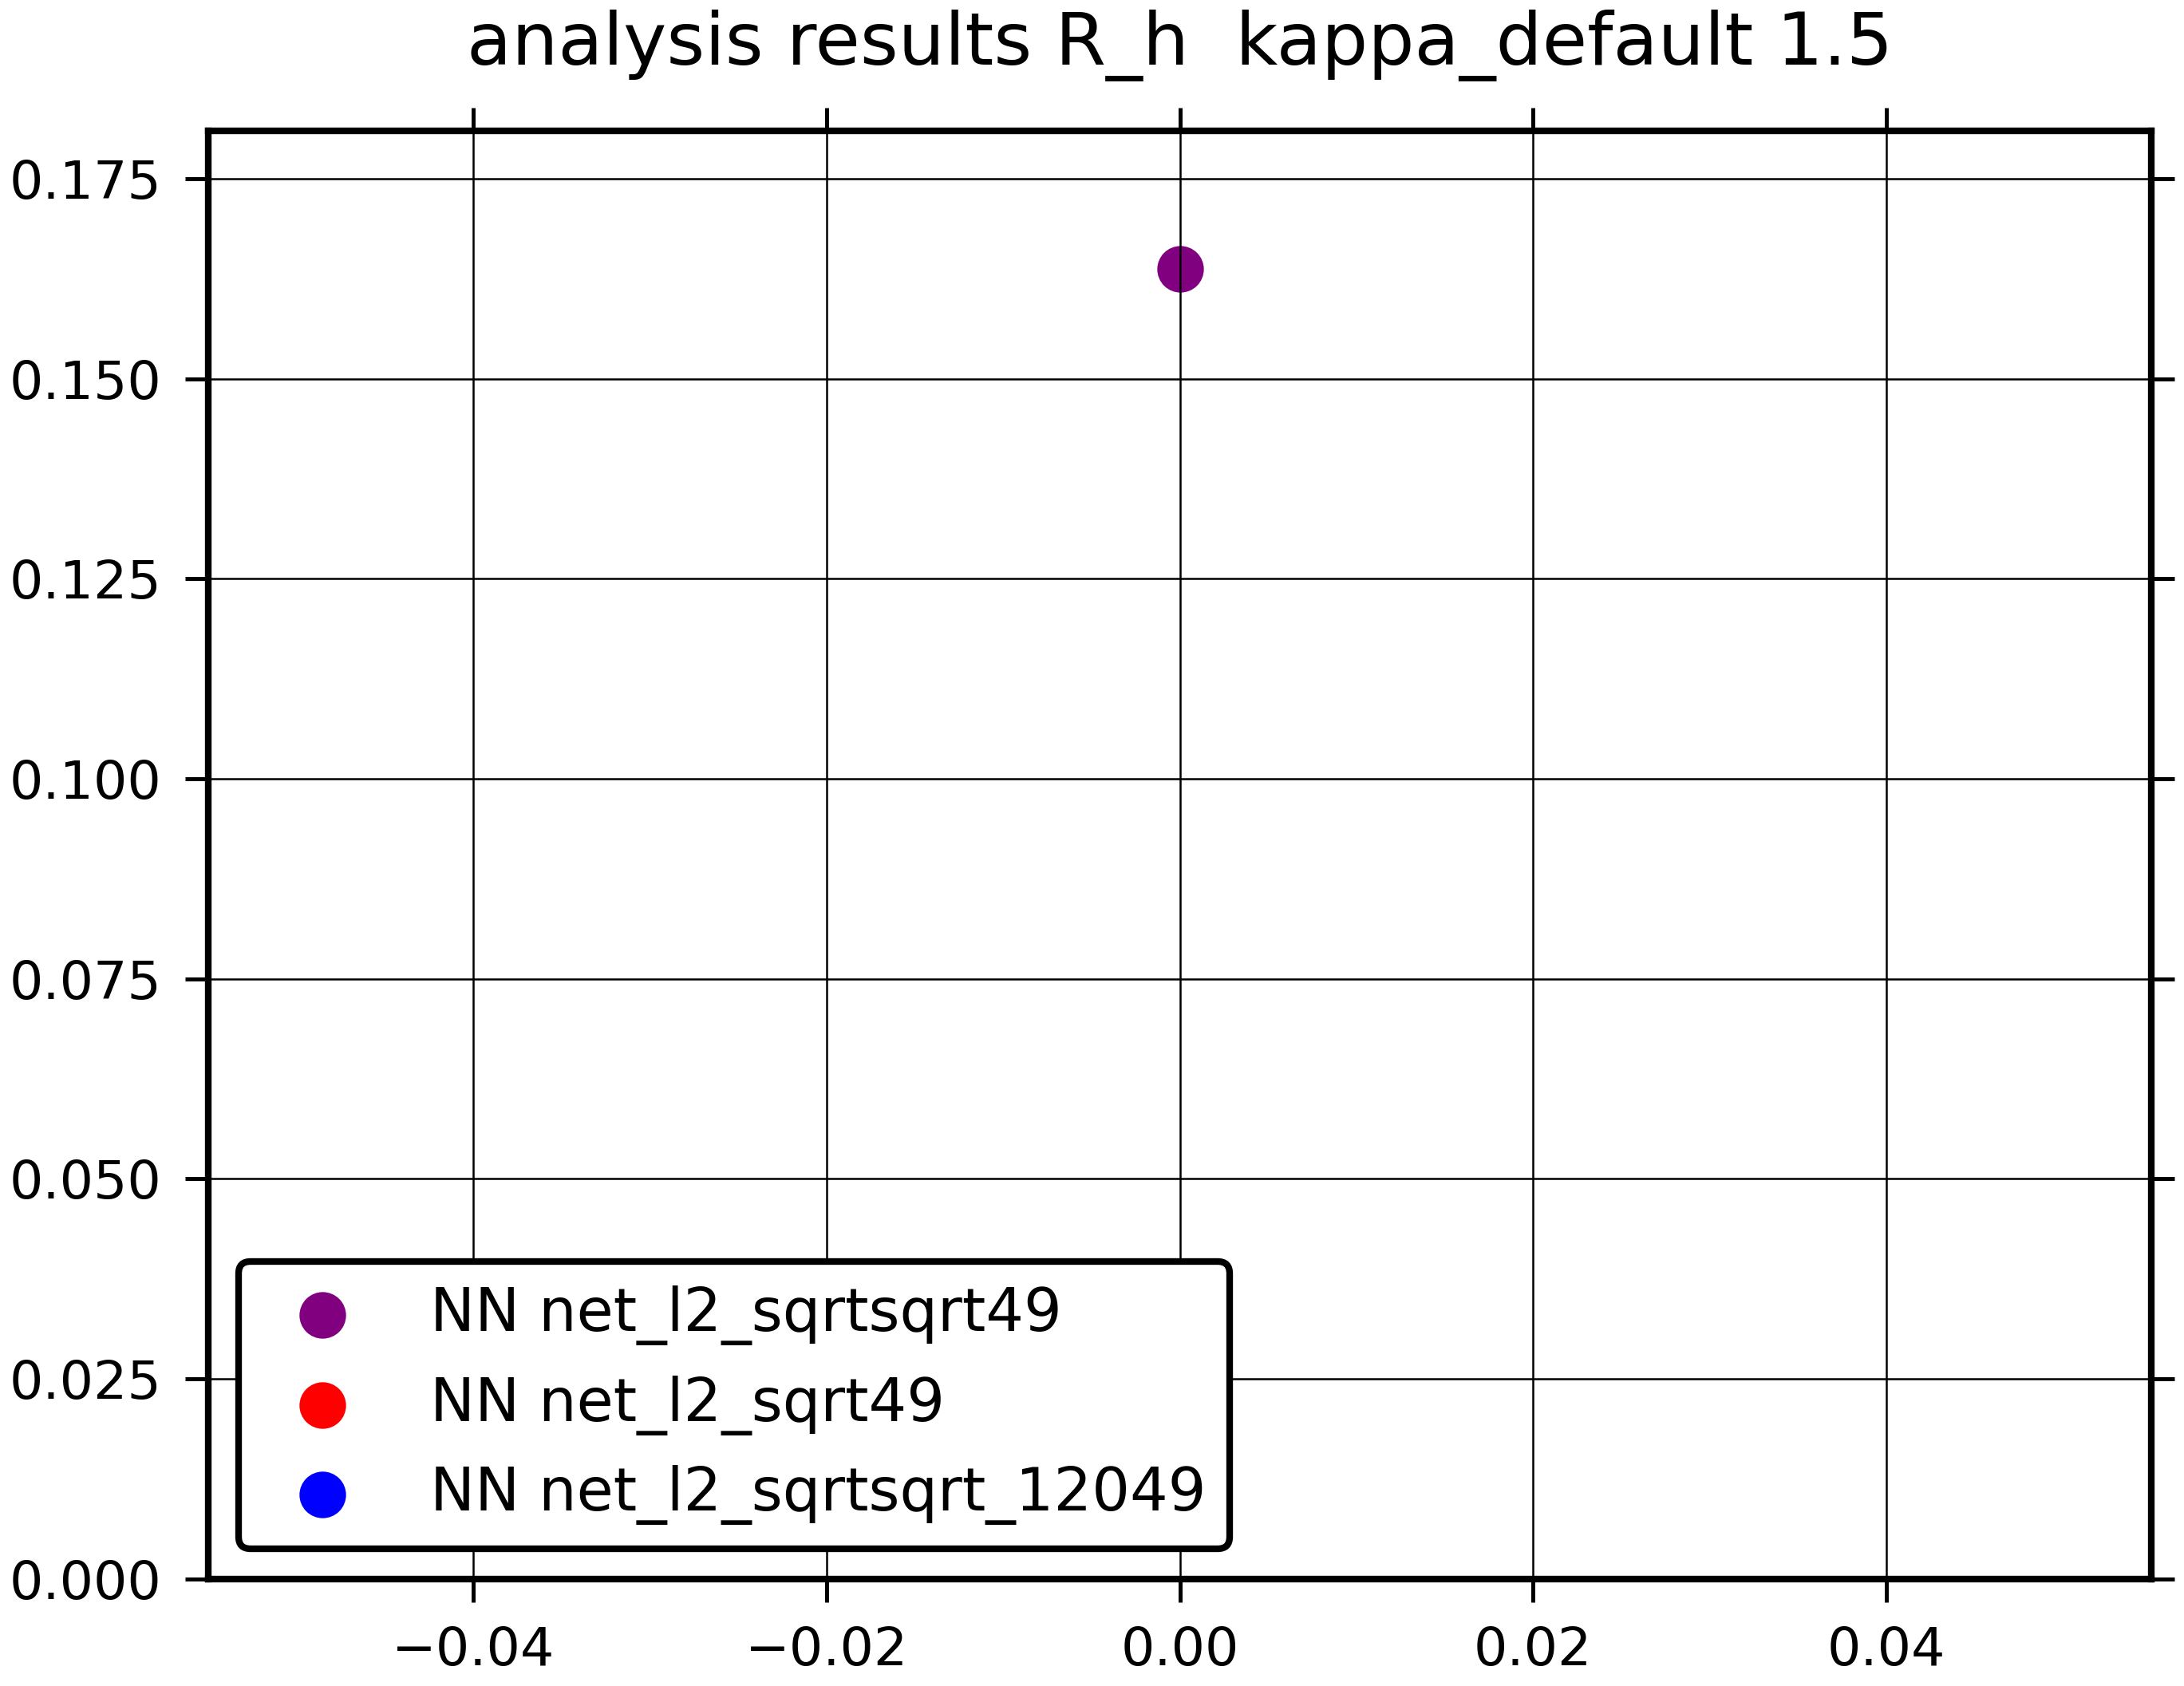 analysis results R_h  kappa_default 1.5
0.175
0.150
0.125
0.100
0.075
0.050
0.025
0.000
NN net_l2_sqrtsqrt49
NN net_l2_sqrt49
NN net_l2_sqrtsqrt_12049
−0.04 −0.02 0.00 0.02 0.04